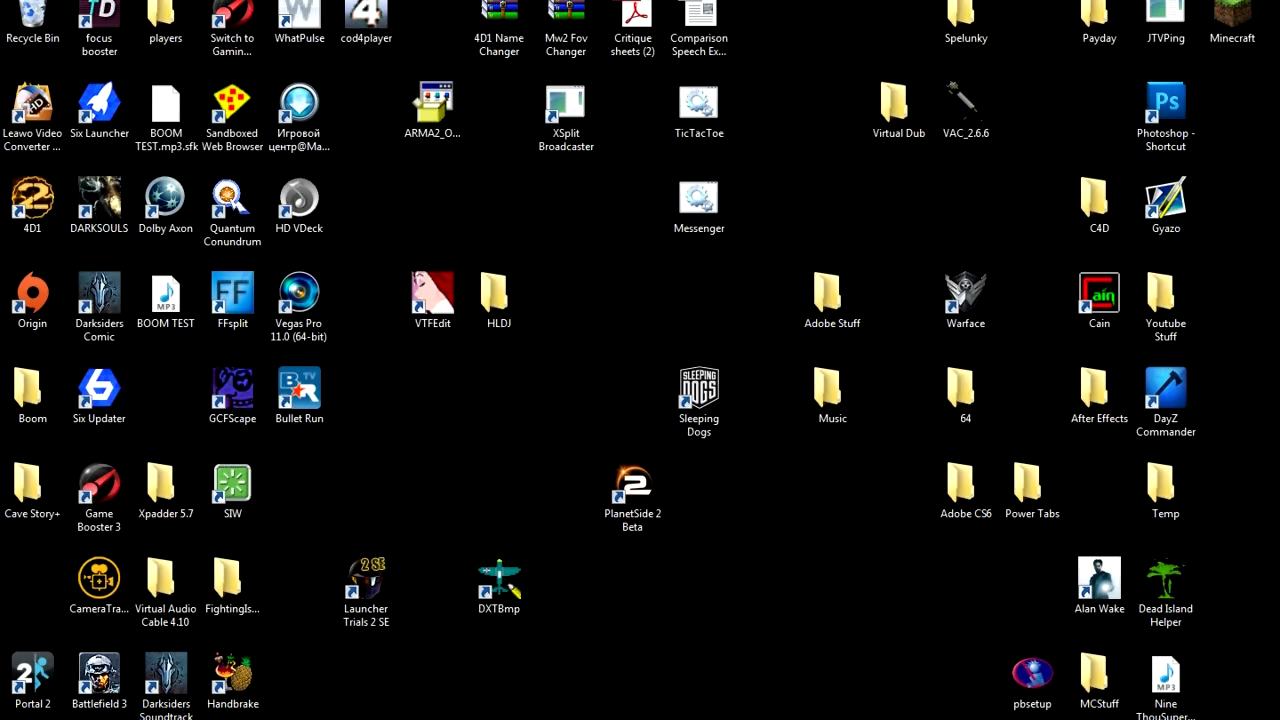 Recycle Bin
focus
booster
players
Switch to
Gamin...
WhatPulse
cod4player
4D1 Name
Changer
Mw2 Fov
Changer
Critique
sheets (2)
Comparison
Speech Ex...
Spelunky
Payday
JTVPing
Minecraft
Leawo Video
Converter ...
Six Launcher
BOOM
TEST.mp3.sfk
Sandboxed
Web Browser
Игровой
центр@Ма...
ARMA2_O...
XSplit
Broadcaster
TicTacToe
Virtual Dub
VAC_2.6.6
Photoshop -
Shortcut
4D1
DARKSOULS
Dolby Axon
Quantum
Conundrum
HD VDeck
Messenger
C4D
Gyazo
Origin
Darksiders
Comic
BOOM TEST
FFsplit
Vegas Pro
11.0 (64-bit)
VTFEdit
HLDJ
Adobe Stuff
Warface
Cain
Youtube
Stuff
Boom
Six Updater
GCFScape
Bullet Run
Sleeping
Dogs
Music
64
After Effects
DayZ
Commander
Cave Story+
Game
Booster 3
Xpadder 5.7
SIW
PlanetSide 2
Beta
Adobe CS6
Power Tabs
Temp
CameraTra...
Virtual Audio
Cable 4.10
FightingIs...
Launcher
Trials 2 SE
DXTBmp
Alan Wake
Dead Island
Helper
Portal 2
Battlefield 3
Darksiders
Soundtrack
Handbrake
pbsetup
MCStuff
Nine
ThouSuper...